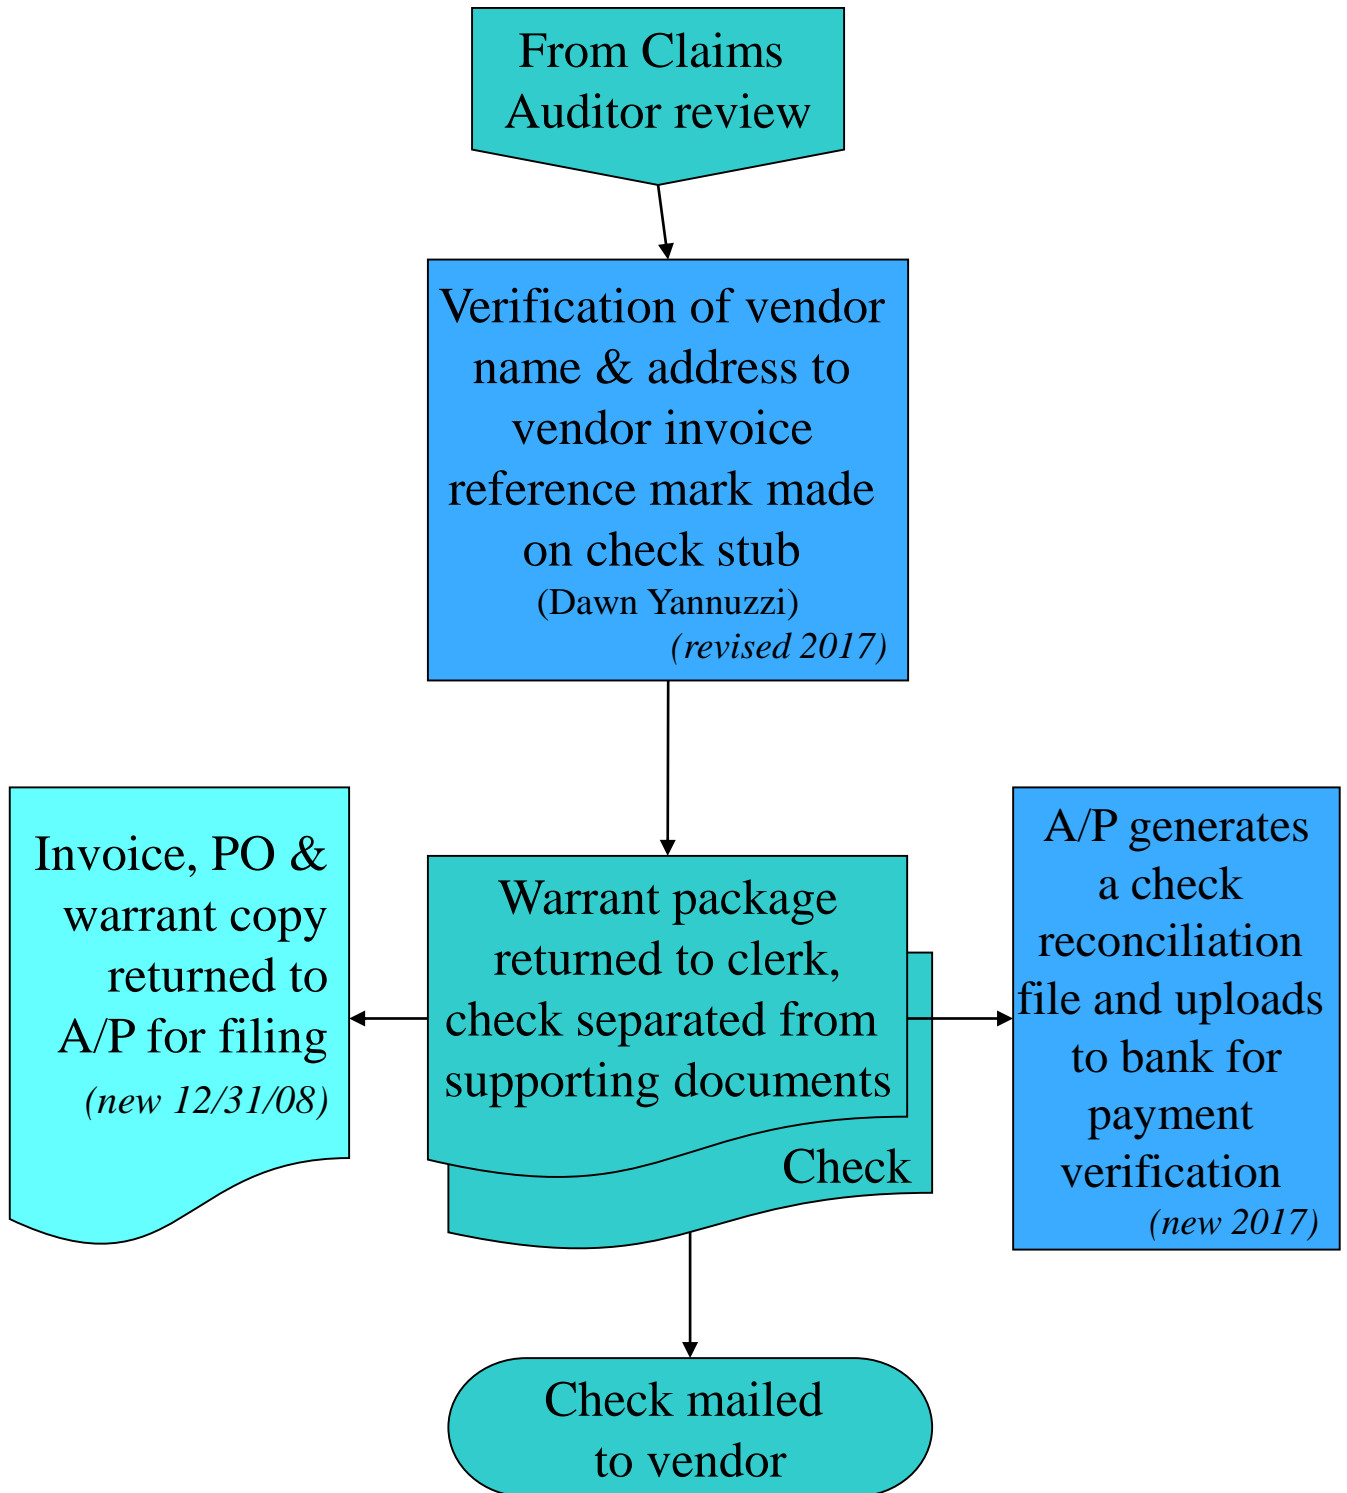 From Claims
Auditor review
Verification of vendor
name & address to
vendor invoice
reference mark made
on check stub
(Dawn Yannuzzi)
(revised 2017)
Invoice, PO &
warrant copy
returned to
A/P for filing
(new 12/31/08)
Warrant package
returned to clerk,
check separated from
supporting documents
Check
A/P generates
a check
reconciliation
file and uploads
to bank for
payment
verification
(new 2017)
Check mailed
to vendor